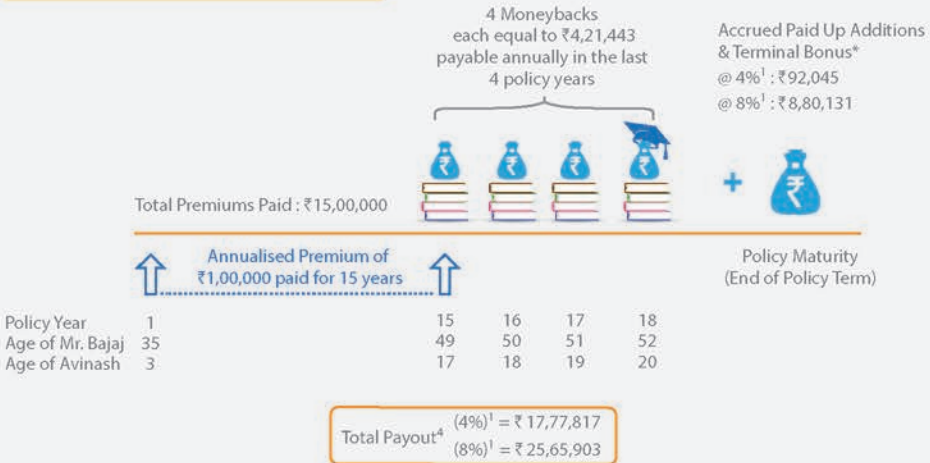 4 Moneybacks
each equal to ₹4,21,443
payable annually in the last
4 policy years
Accrued Paid Up Additions
& Terminal Bonus*
@ 4%¹ : ₹92,045
@ 8%¹ : ₹8,80,131
₹ ₹ ₹ ₹
+ ₹
Total Premiums Paid : ₹15,00,000
Annualised Premium of
₹1,00,000 paid for 15 years
Policy Maturity
(End of Policy Term)
Policy Year 1 15 16 17 18
Age of Mr. Bajaj 35 49 50 51 52
Age of Avinash 3 17 18 19 20
Total Payout⁴
(4%)¹ = ₹ 17,77,817
(8%)¹ = ₹ 25,65,903